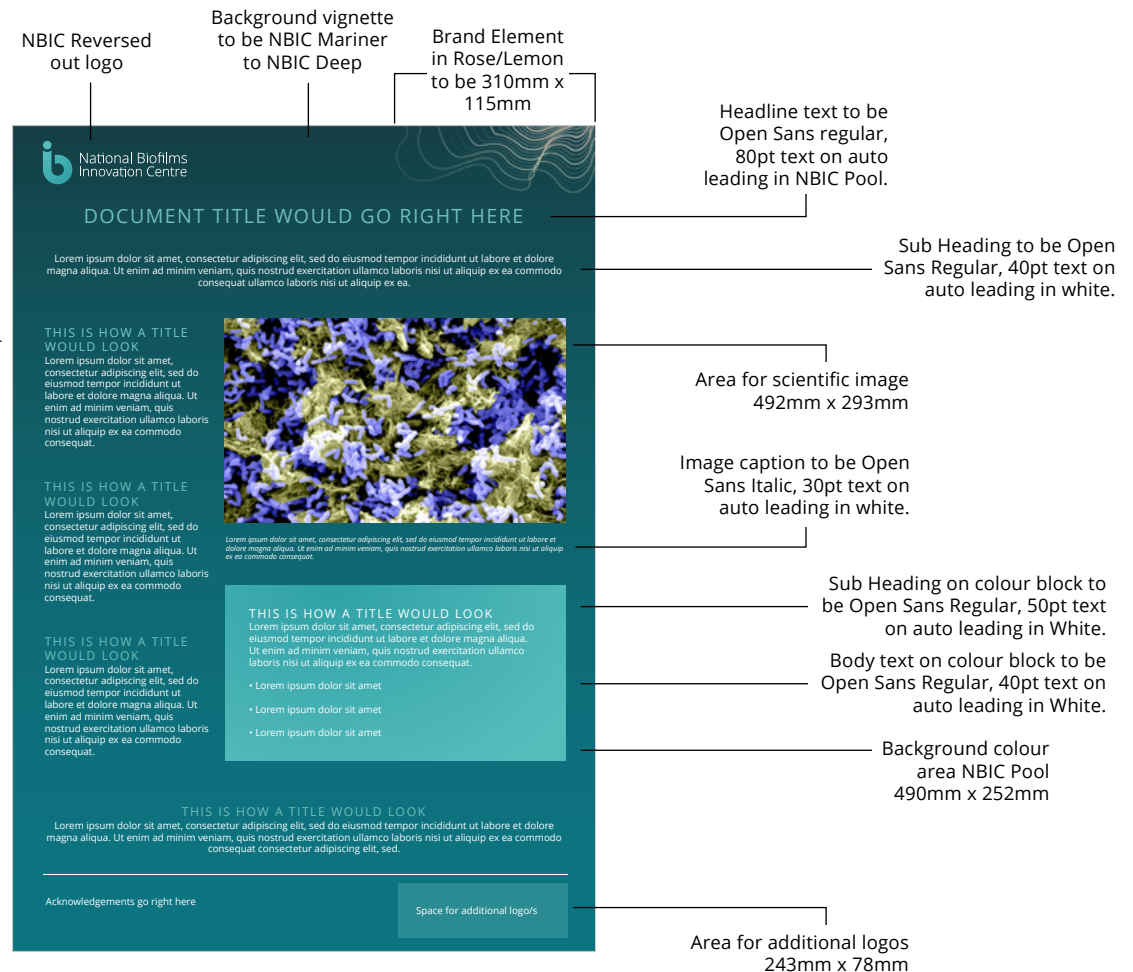 NBIC Reversed
out logo
Background vignette
to be NBIC Mariner
to NBIC Deep
Brand Element
in Rose/Lemon
to be 310mm x
115mm
Headline text to be
Open Sans regular,
80pt text on auto
leading in NBIC Pool.
Sub Heading to be Open
Sans Regular, 40pt text on
auto leading in white.
Area for scientific image
492mm x 293mm
Image caption to be Open
Sans Italic, 30pt text on
auto leading in white.
Sub Heading on colour block to
be Open Sans Regular, 50pt text
on auto leading in White.
Body text on colour block to be
Open Sans Regular, 40pt text on
auto leading in White.
Background colour
area NBIC Pool
490mm x 252mm
Area for additional logos
243mm x 78mm
National Biofilms
Innovation Centre
DOCUMENT TITLE WOULD GO RIGHT HERE
Lorem ipsum dolor sit amet, consectetur adipiscing elit, sed do eiusmod tempor incididunt ut labore et dolore
magna aliqua. Ut enim ad minim veniam, quis nostrud exercitation ullamco laboris nisi ut aliquip ex ea commodo
consequat ullamco laboris nisi ut aliquip ex ea.
THIS IS HOW A TITLE
WOULD LOOK
Lorem ipsum dolor sit amet,
consectetur adipiscing elit, sed do
eiusmod tempor incididunt ut
labore et dolore magna aliqua. Ut
enim ad minim veniam, quis
nostrud exercitation ullamco laboris
nisi ut aliquip ex ea commodo
consequat.
THIS IS HOW A TITLE
WOULD LOOK
Lorem ipsum dolor sit amet,
consectetur adipiscing elit, sed do
eiusmod tempor incididunt ut
labore et dolore magna aliqua. Ut
enim ad minim veniam, quis
nostrud exercitation ullamco laboris
nisi ut aliquip ex ea commodo
consequat.
THIS IS HOW A TITLE
WOULD LOOK
Lorem ipsum dolor sit amet,
consectetur adipiscing elit, sed do
eiusmod tempor incididunt ut
labore et dolore magna aliqua. Ut
enim ad minim veniam, quis
nostrud exercitation ullamco laboris
nisi ut aliquip ex ea commodo
consequat.
Lorem ipsum dolor sit amet, consectetur adipiscing elit, sed do eiusmod tempor incididunt ut labore et
dolore magna aliqua. Ut enim ad minim veniam, quis nostrud exercitation ullamco laboris nisi ut aliquip
ex ea commodo consequat.
THIS IS HOW A TITLE WOULD LOOK
Lorem ipsum dolor sit amet, consectetur adipiscing elit, sed do
eiusmod tempor incididunt ut labore et dolore magna aliqua.
Ut enim ad minim veniam, quis nostrud exercitation ullamco
laboris nisi ut aliquip ex ea commodo consequat.
• Lorem ipsum dolor sit amet
• Lorem ipsum dolor sit amet
• Lorem ipsum dolor sit amet
THIS IS HOW A TITLE WOULD LOOK
Lorem ipsum dolor sit amet, consectetur adipiscing elit, sed do eiusmod tempor incididunt ut labore et dolore
magna aliqua. Ut enim ad minim veniam, quis nostrud exercitation ullamco laboris nisi ut aliquip ex ea commodo
consequat consectetur adipiscing elit, sed.
Acknowledgements go right here
Space for additional logo/s